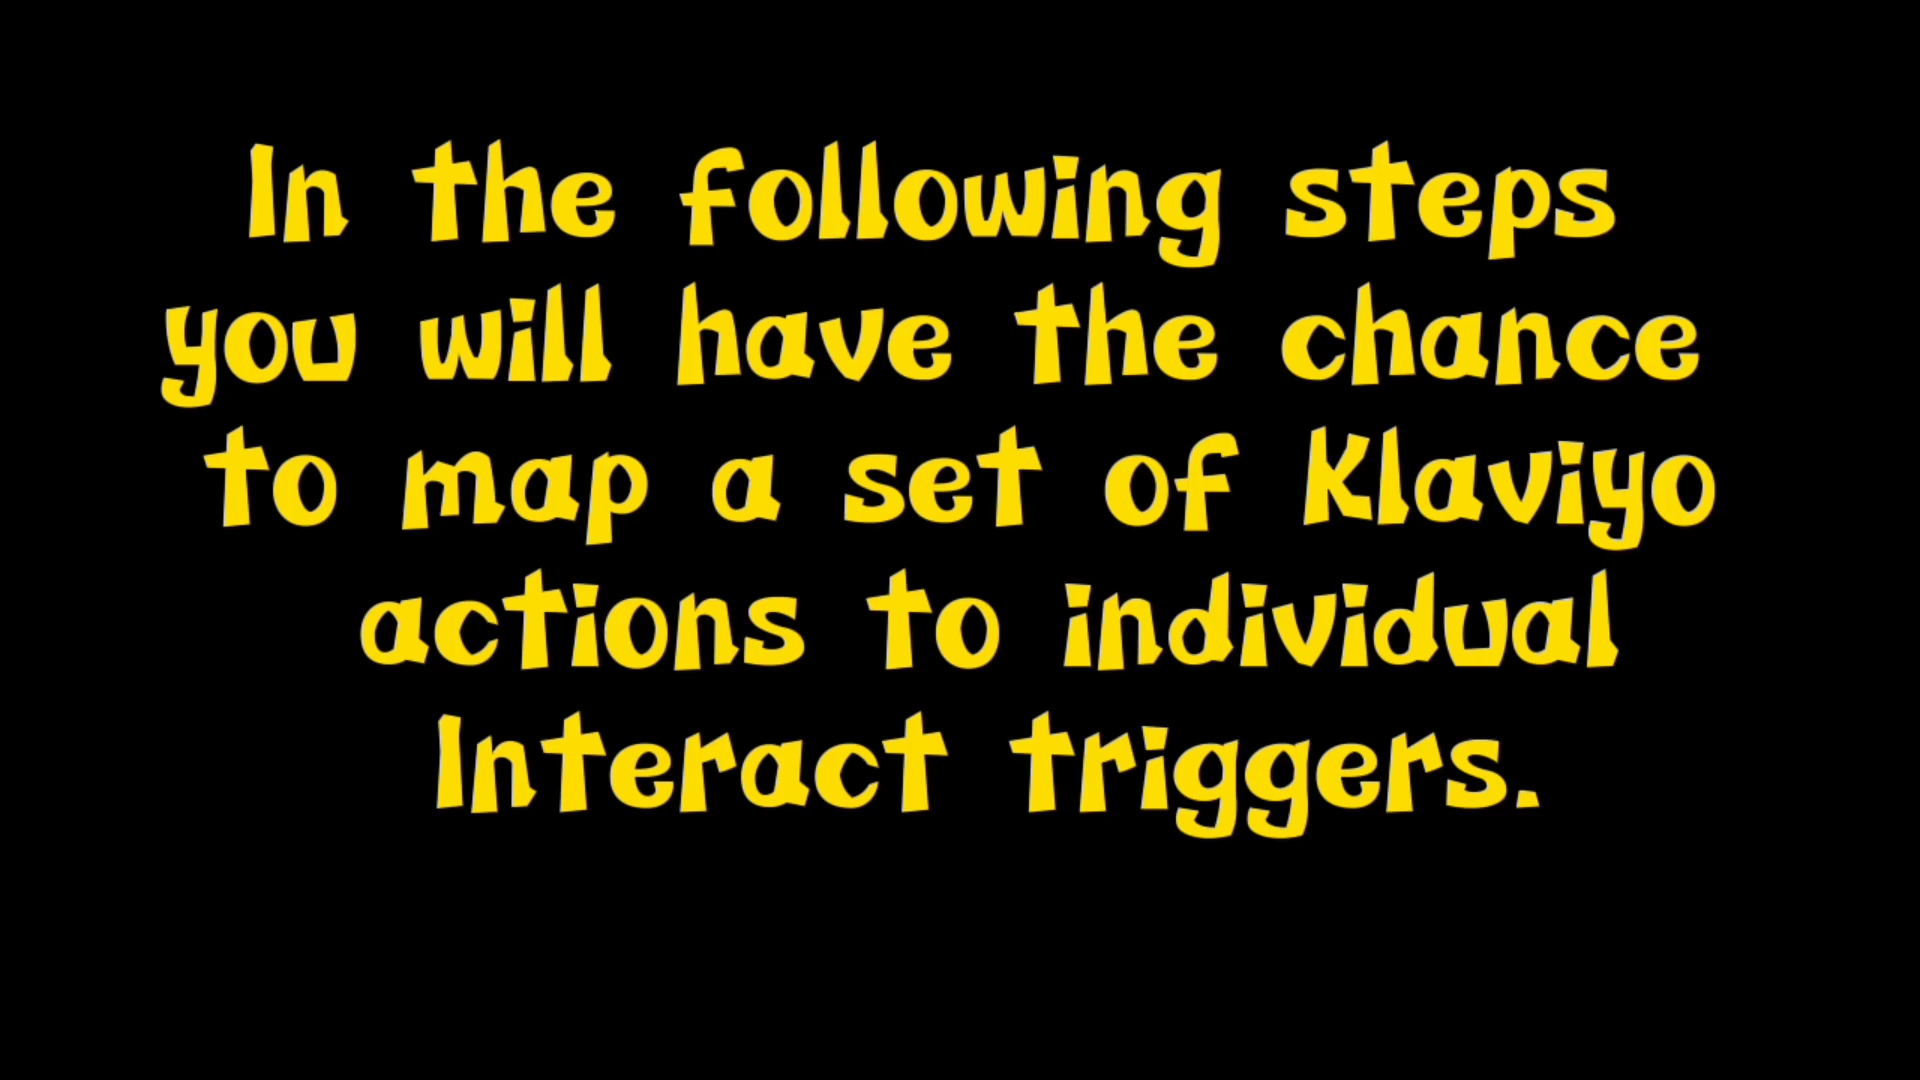 In the following steps
you will have the chance
to map a set of Klaviyo
actions to individual
Interact triggers.